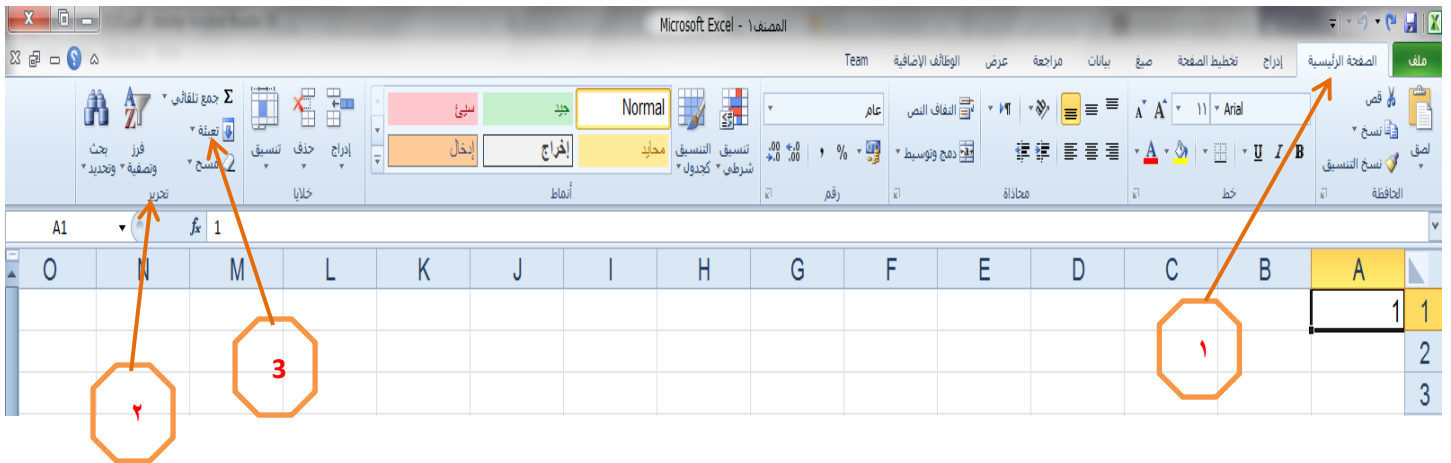 المصنف١ - Microsoft Excel
ملف الصفحة الرئيسية إدراج تخطيط الصفحة صيغ بيانات مراجعة عرض الوظائف الإضافية Team
لصق
قص
نسخ
نسخ التنسيق
الحافظة
Arial ١١
B I U
خط
التفاف النص
دمج وتوسيط
محاذاة
عام
%
رقم
تنسيق شرطي
التنسيق كجدول
Normal جيد سيئ
محايد إخراج إدخال
أنماط
إدراج حذف تنسيق
خلايا
Σ جمع تلقائي
تعبئة
مسح
فرز وتصفية
بحث وتحديد
تحرير
A1 fx 1
A B C D E F G H I J K L M N O
1 1
2
3
١
٢
3